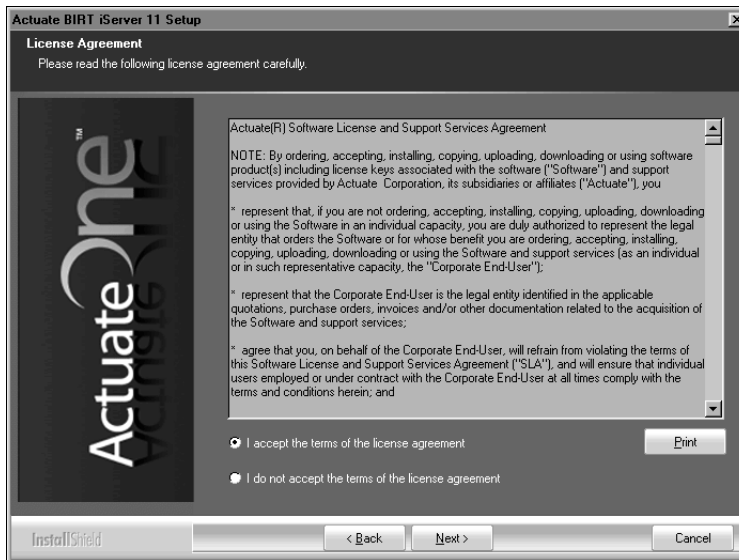 Actuate BIRT iServer 11 Setup
License Agreement
Please read the following license agreement carefully.
ActuateOne™
Actuate(R) Software License and Support Services Agreement
NOTE: By ordering, accepting, installing, copying, uploading, downloading or using software
product(s) including license keys associated with the software ("Software") and support
services provided by Actuate Corporation, its subsidiaries or affiliates ("Actuate"), you
* represent that, if you are not ordering, accepting, installing, copying, uploading, downloading
or using the Software in an individual capacity, you are duly authorized to represent the legal
entity that orders the Software or for whose benefit you are ordering, accepting, installing,
copying, uploading, downloading or using the Software and support services (as an individual
or in such representative capacity, the "Corporate End-User");
* represent that the Corporate End-User is the legal entity identified in the applicable
quotations, purchase orders, invoices and/or other documentation related to the acquisition of
the Software and support services;
* agree that you, on behalf of the Corporate End-User, will refrain from violating the terms of
this Software License and Support Services Agreement ("SLA"), and will ensure that individual
users employed or under contract with the Corporate End-User at all times comply with the
terms and conditions herein; and
I accept the terms of the license agreement
Print
I do not accept the terms of the license agreement
InstallShield
< Back
Next >
Cancel